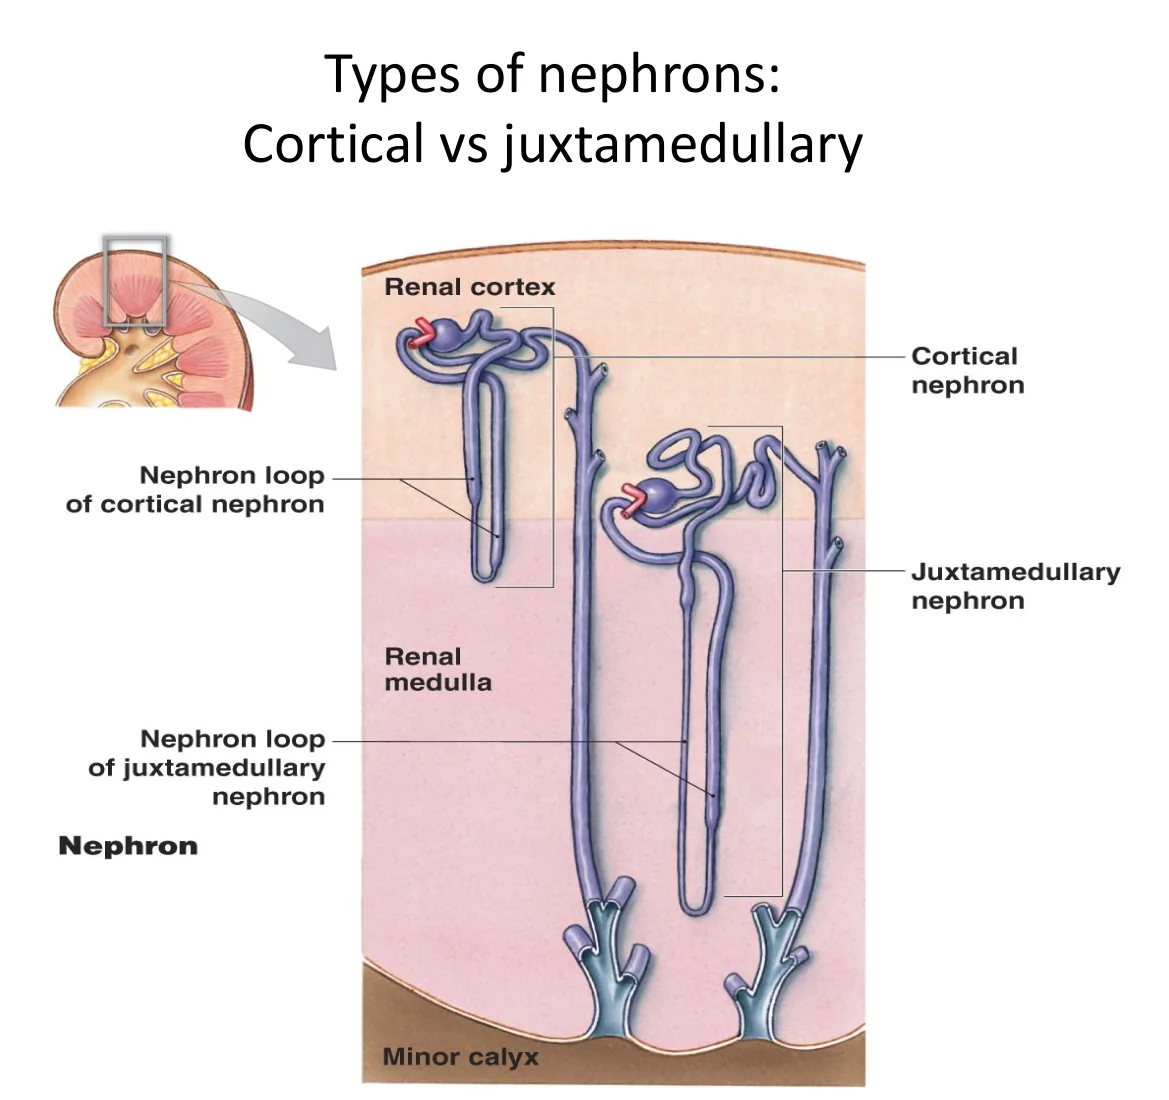 Types of nephrons:
Cortical vs juxtamedullary
Renal cortex
Cortical
nephron
Nephron loop
of cortical nephron
Juxtamedullary
nephron
Renal
medulla
Nephron loop
of juxtamedullary
nephron
Nephron
Minor calyx